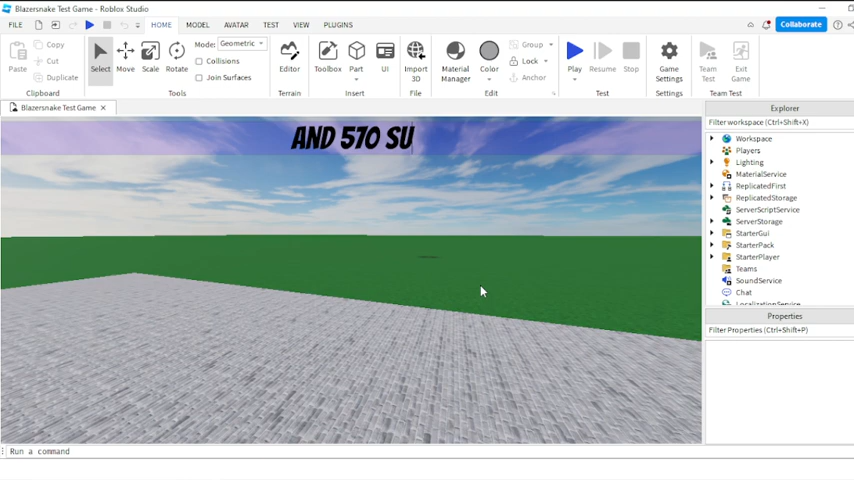 Blazersnake Test Game - Roblox Studio
FILE HOME MODEL AVATAR TEST VIEW PLUGINS Collaborate
Paste Copy Cut Duplicate Clipboard
Select Move Scale Rotate Mode: Geometric Collisions Join Surfaces Tools
Editor Terrain
Toolbox Part UI Insert
Import 3D File
Material Manager Color Group Lock Anchor Edit
Play Resume Stop Test
Game Settings Settings
Team Test Exit Game Team Test
Blazersnake Test Game
AND 570 SU
Explorer
Filter workspace (Ctrl+Shift+X)
Workspace
Players
Lighting
MaterialService
ReplicatedFirst
ReplicatedStorage
ServerScriptService
ServerStorage
StarterGui
StarterPack
StarterPlayer
Teams
SoundService
Chat
LocalizationService
Properties
Filter Properties (Ctrl+Shift+P)
Run a command